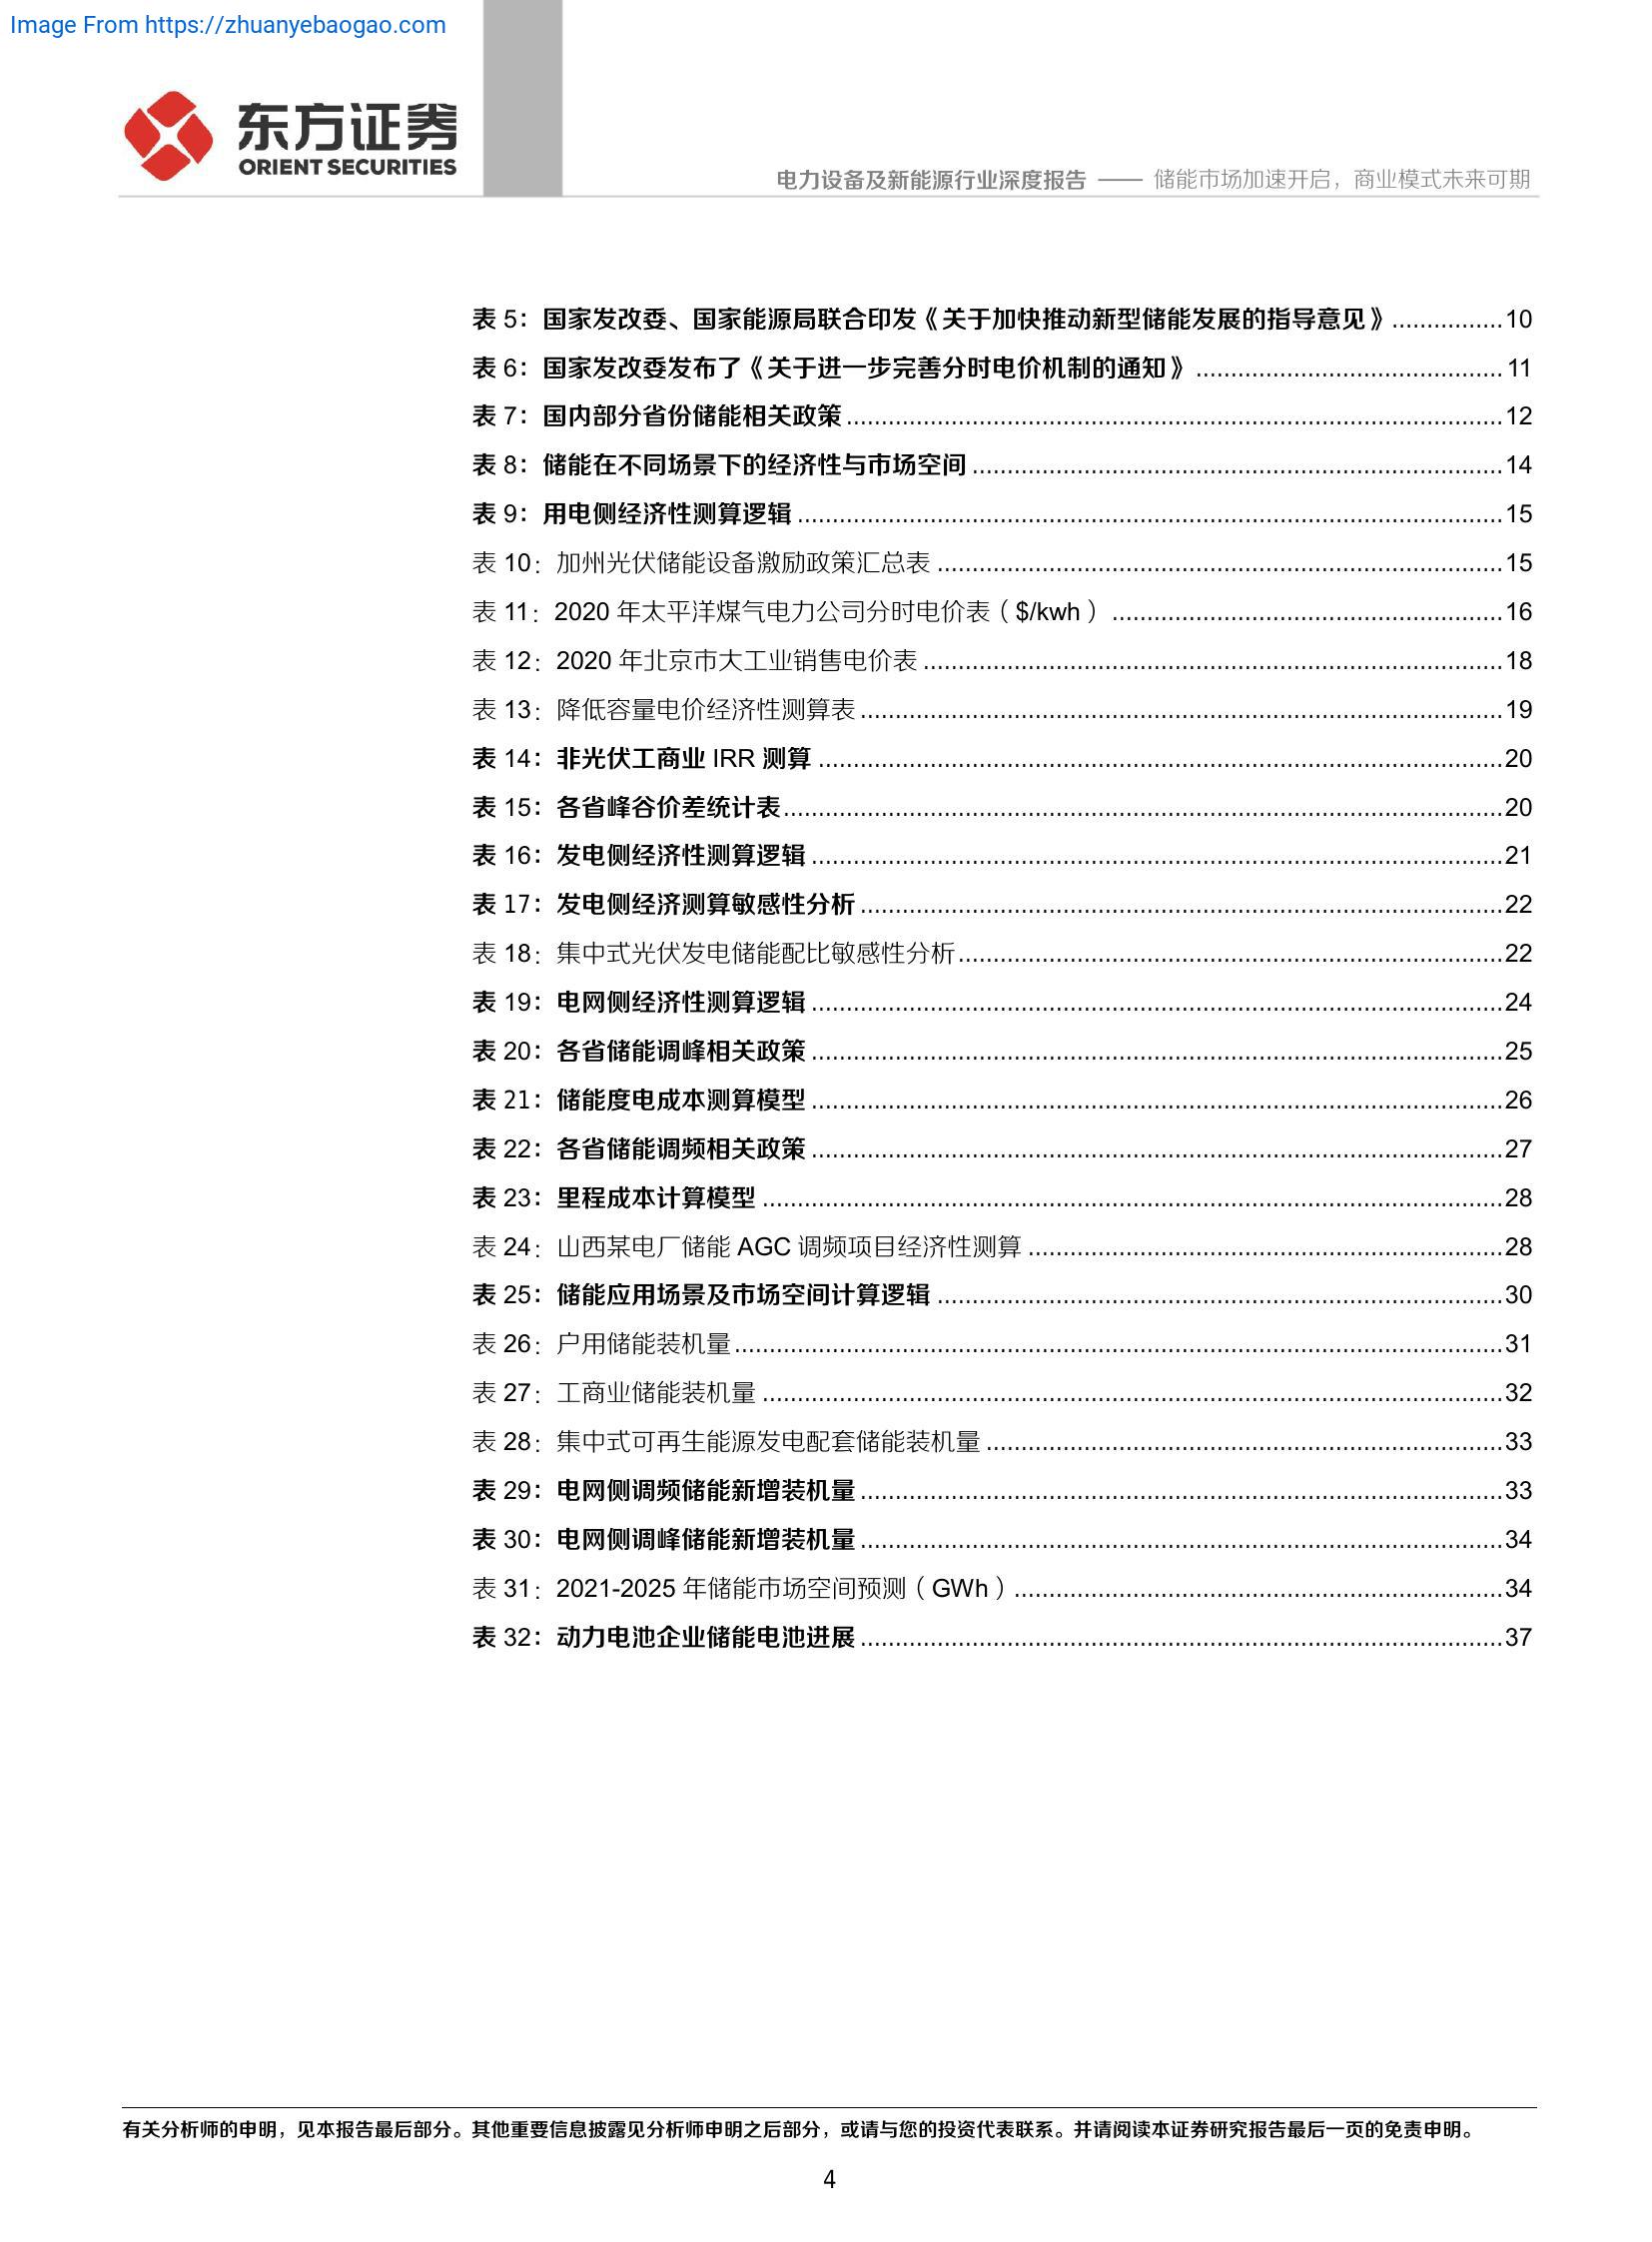 Image From https://zhuanyebaogao.com
东方证券
ORIENT SECURITIES
电力设备及新能源行业深度报告 —— 储能市场加速开启，商业模式未来可期
表 5：国家发改委、国家能源局联合印发《关于加快推动新型储能发展的指导意见》................10
表 6：国家发改委发布了《关于进一步完善分时电价机制的通知》............................................11
表 7：国内部分省份储能相关政策..............................................................................................12
表 8：储能在不同场景下的经济性与市场空间............................................................................14
表 9：用电侧经济性测算逻辑.....................................................................................................15
表 10：加州光伏储能设备激励政策汇总表.................................................................................15
表 11：2020 年太平洋煤气电力公司分时电价表（$/kwh）........................................................16
表 12：2020 年北京市大工业销售电价表...................................................................................18
表 13：降低容量电价经济性测算表............................................................................................19
表 14：非光伏工商业 IRR 测算..................................................................................................20
表 15：各省峰谷价差统计表.......................................................................................................20
表 16：发电侧经济性测算逻辑...................................................................................................21
表 17：发电侧经济测算敏感性分析............................................................................................22
表 18：集中式光伏发电储能配比敏感性分析..............................................................................22
表 19：电网侧经济性测算逻辑...................................................................................................24
表 20：各省储能调峰相关政策...................................................................................................25
表 21：储能度电成本测算模型...................................................................................................26
表 22：各省储能调频相关政策...................................................................................................27
表 23：里程成本计算模型..........................................................................................................28
表 24：山西某电厂储能 AGC 调频项目经济性测算....................................................................28
表 25：储能应用场景及市场空间计算逻辑.................................................................................30
表 26：户用储能装机量..............................................................................................................31
表 27：工商业储能装机量..........................................................................................................32
表 28：集中式可再生能源发电配套储能装机量..........................................................................33
表 29：电网侧调频储能新增装机量............................................................................................33
表 30：电网侧调峰储能新增装机量............................................................................................34
表 31：2021-2025 年储能市场空间预测（GWh）......................................................................34
表 32：动力电池企业储能电池进展............................................................................................37
有关分析师的申明，见本报告最后部分。其他重要信息披露见分析师申明之后部分，或请与您的投资代表联系。并请阅读本证券研究报告最后一页的免责申明。
4